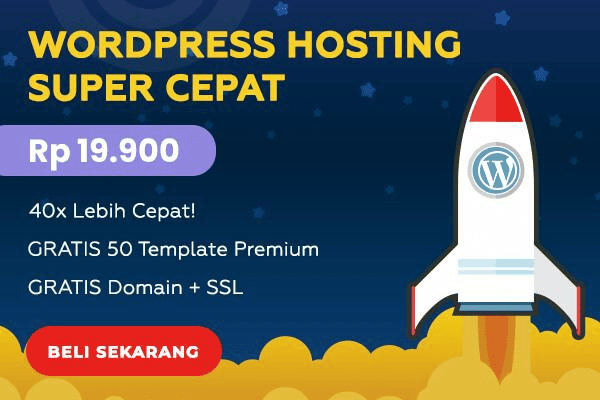 WORDPRESS HOSTING
SUPER CEPAT
Rp 19.900
40x Lebih Cepat!
GRATIS 50 Template Premium
GRATIS Domain + SSL
BELI SEKARANG
W